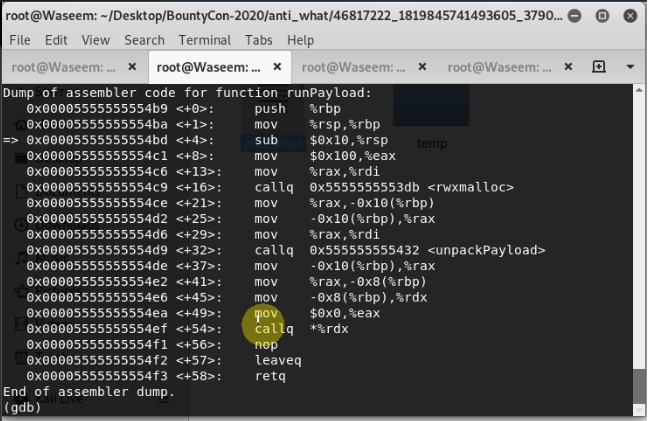 root@Waseem: ~/Desktop/BountyCon-2020/anti_what/46817222_1819845741493605_3790...
File Edit View Search Terminal Tabs Help
root@Waseem: ... root@Waseem: ... root@Waseem: ... root@Waseem: ...
Dump of assembler code for function runPayload:
0x00005555555554b9 <+0>: push %rbp
0x00005555555554ba <+1>: mov %rsp,%rbp
=> 0x00005555555554bd <+4>: sub $0x10,%rsp
0x00005555555554c1 <+8>: mov $0x100,%eax
0x00005555555554c6 <+13>: mov %rax,%rdi
0x00005555555554c9 <+16>: callq 0x5555555553db <rwxmalloc>
0x00005555555554ce <+21>: mov %rax,-0x10(%rbp)
0x00005555555554d2 <+25>: mov -0x10(%rbp),%rax
0x00005555555554d6 <+29>: mov %rax,%rdi
0x00005555555554d9 <+32>: callq 0x555555555432 <unpackPayload>
0x00005555555554de <+37>: mov -0x10(%rbp),%rax
0x00005555555554e2 <+41>: mov %rax,-0x8(%rbp)
0x00005555555554e6 <+45>: mov -0x8(%rbp),%rdx
0x00005555555554ea <+49>: mov $0x0,%eax
0x00005555555554ef <+54>: callq *%rdx
0x00005555555554f1 <+56>: nop
0x00005555555554f2 <+57>: leaveq
0x00005555555554f3 <+58>: retq
End of assembler dump.
(gdb)
temp